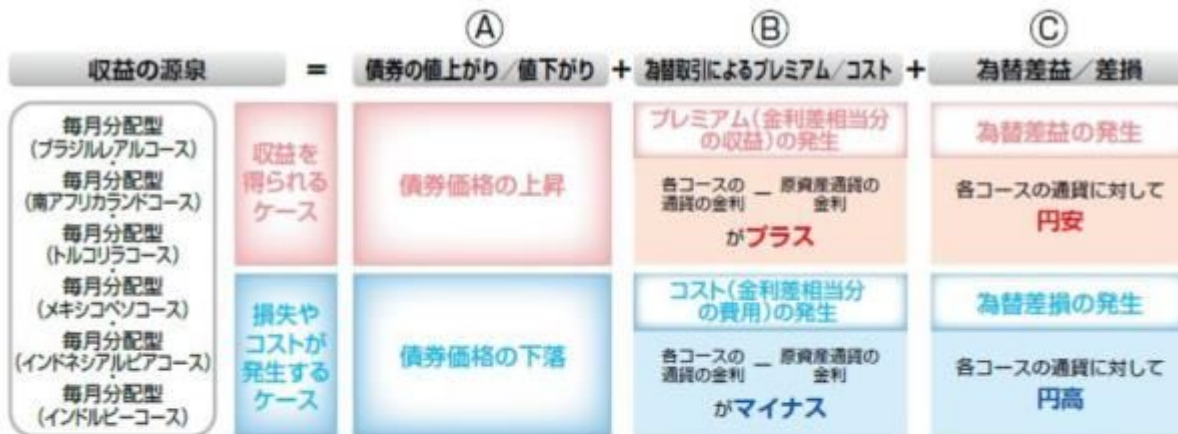 Ⓐ
Ⓑ
Ⓒ
収益の源泉 = 債券の値上がり/値下がり + 為替取引によるプレミアム/コスト + 為替差益/差損
毎月分配型
(ブラジルレアルコース)
・
毎月分配型
(南アフリカランドコース)
・
毎月分配型
(トルコリラコース)
・
毎月分配型
(メキシコペソコース)
・
毎月分配型
(インドネシアルピアコース)
・
毎月分配型
(インドルピーコース)
収益を
得られる
ケース
債券価格の上昇
プレミアム(金利差相当分
の収益)の発生
各コースの
通貨の金利
ー
原資産通貨の
金利
がプラス
為替差益の発生
各コースの通貨に対して
円安
損失や
コストが
発生する
ケース
債券価格の下落
コスト(金利差相当分
の費用)の発生
各コースの
通貨の金利
ー
原資産通貨の
金利
がマイナス
為替差損の発生
各コースの通貨に対して
円高